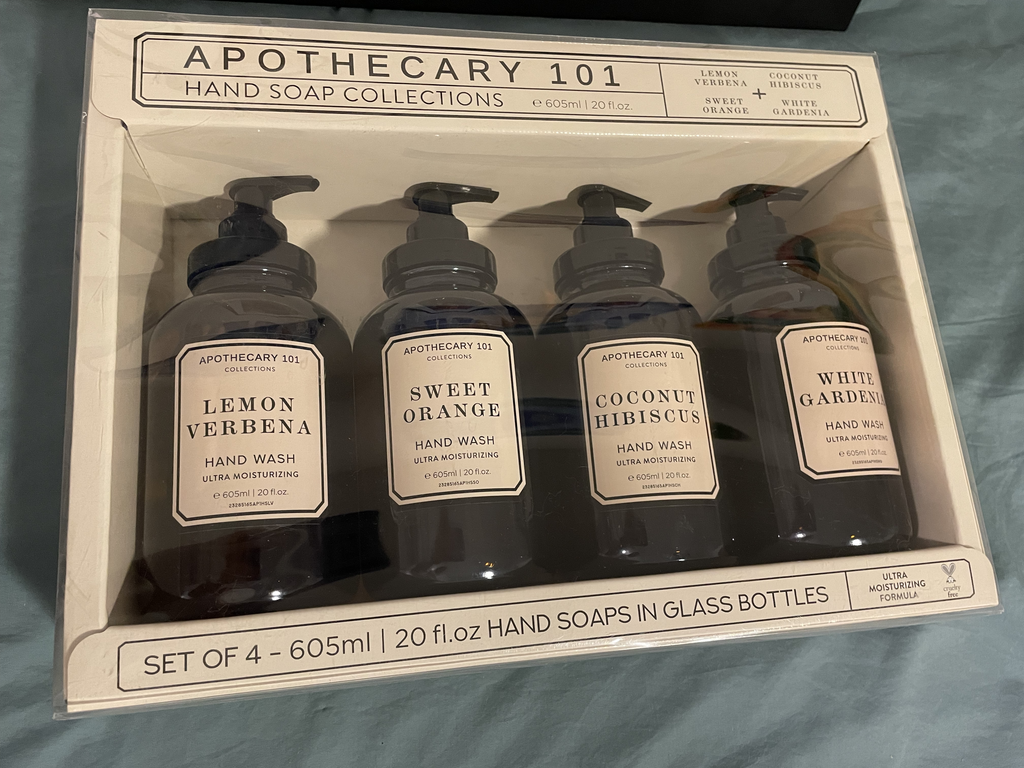 APOTHECARY 101
HAND SOAP COLLECTIONS ℮ 605ml | 20 fl.oz.
LEMON VERBENA + COCONUT HIBISCUS
SWEET ORANGE WHITE GARDENIA
APOTHECARY 101
COLLECTIONS
LEMON
VERBENA
HAND WASH
ULTRA MOISTURIZING
℮ 605ml | 20 fl.oz.
APOTHECARY 101
COLLECTIONS
SWEET
ORANGE
HAND WASH
ULTRA MOISTURIZING
℮ 605ml | 20 fl.oz.
APOTHECARY 101
COLLECTIONS
COCONUT
HIBISCUS
HAND WASH
ULTRA MOISTURIZING
℮ 605ml | 20 fl.oz.
APOTHECARY 101
COLLECTIONS
WHITE
GARDENIA
HAND WASH
ULTRA MOISTURIZING
℮ 605ml | 20 fl.oz.
SET OF 4 – 605ml | 20 fl.oz HAND SOAPS IN GLASS BOTTLES
ULTRA
MOISTURIZING
FORMULA
cruelty
free